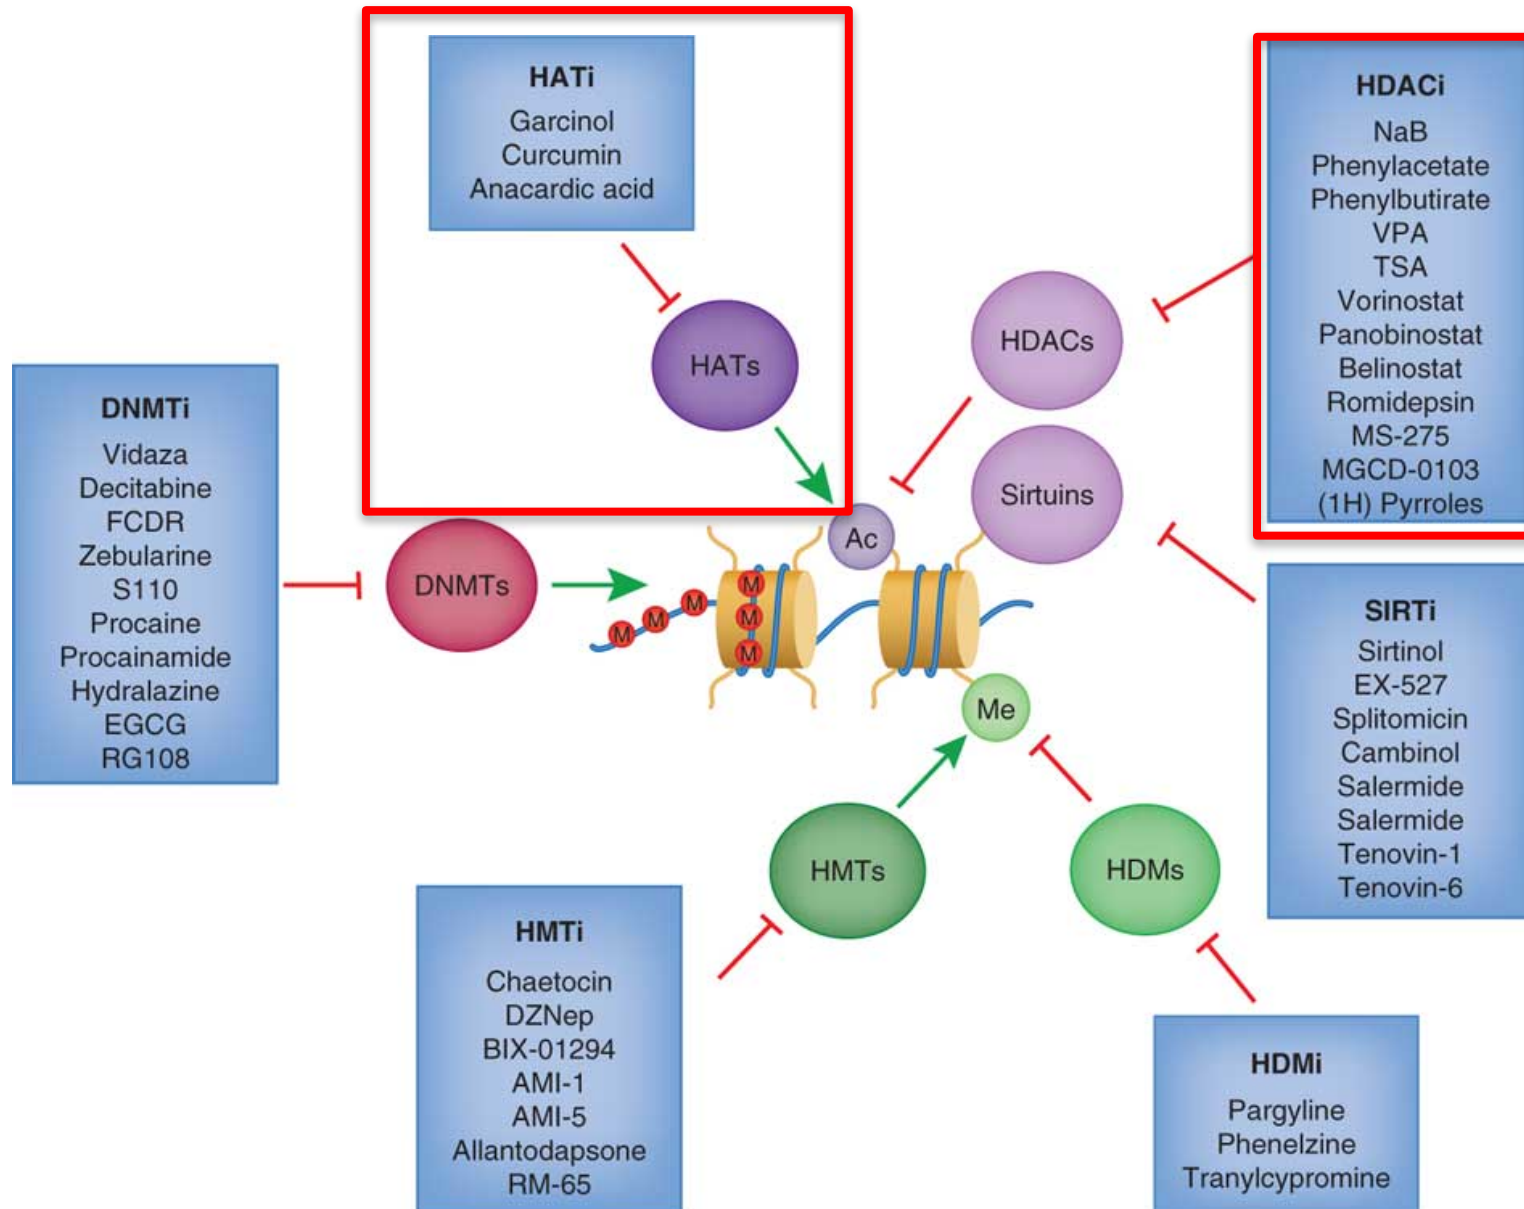 HATi
Garcinol
Curcumin
Anacardic acid
HATs
HDACi
NaB
Phenylacetate
Phenylbutirate
VPA
TSA
Vorinostat
Panobinostat
Belinostat
Romidepsin
MS-275
MGCD-0103
(1H) Pyrroles
HDACs
Sirtuins
Ac
DNMTi
Vidaza
Decitabine
FCDR
Zebularine
S110
Procaine
Procainamide
Hydralazine
EGCG
RG108
DNMTs
M
M
M
M
M
M
Me
SIRTi
Sirtinol
EX-527
Splitomicin
Cambinol
Salermide
Salermide
Tenovin-1
Tenovin-6
HMTs
HDMs
HMTi
Chaetocin
DZNep
BIX-01294
AMI-1
AMI-5
Allantodapsone
RM-65
HDMi
Pargyline
Phenelzine
Tranylcypromine